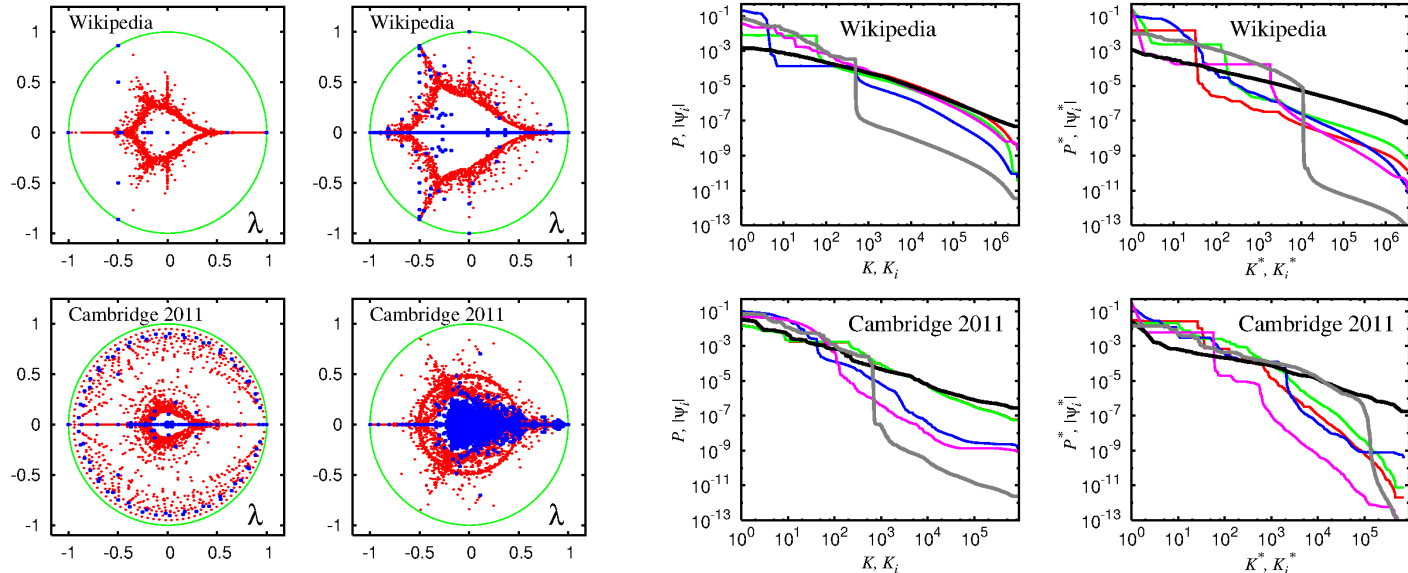 Wikipedia
1
0.5
0
-0.5
-1
λ
-1 -0.5 0 0.5 1
Wikipedia
1
0.5
0
-0.5
-1
λ
-1 -0.5 0 0.5 1
Wikipedia
P, |ψi|
10^-1
10^-3
10^-5
10^-7
10^-9
10^-11
10^-13
10^0 10^1 10^2 10^3 10^4 10^5 10^6
K, Ki
Wikipedia
P*, |ψi*|
10^-1
10^-3
10^-5
10^-7
10^-9
10^-11
10^-13
10^0 10^1 10^2 10^3 10^4 10^5 10^6
K*, Ki*
Cambridge 2011
1
0.5
0
-0.5
-1
λ
-1 -0.5 0 0.5 1
Cambridge 2011
1
0.5
0
-0.5
-1
λ
-1 -0.5 0 0.5 1
Cambridge 2011
P, |ψi|
10^-1
10^-3
10^-5
10^-7
10^-9
10^-11
10^-13
10^0 10^1 10^2 10^3 10^4 10^5
K, Ki
Cambridge 2011
P*, |ψi*|
10^-1
10^-3
10^-5
10^-7
10^-9
10^-11
10^-13
10^0 10^1 10^2 10^3 10^4 10^5
K*, Ki*